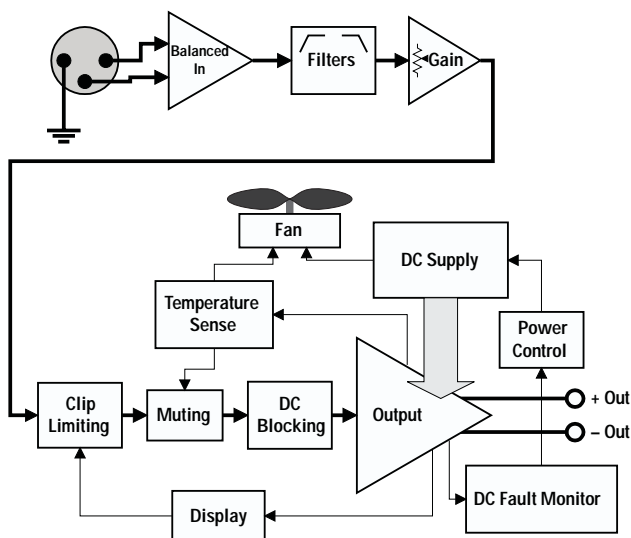 Balanced
In
Filters
Gain
Fan
DC Supply
Temperature
Sense
Power
Control
Clip
Limiting
Muting
DC
Blocking
Output
+ Out
– Out
Display
DC Fault Monitor